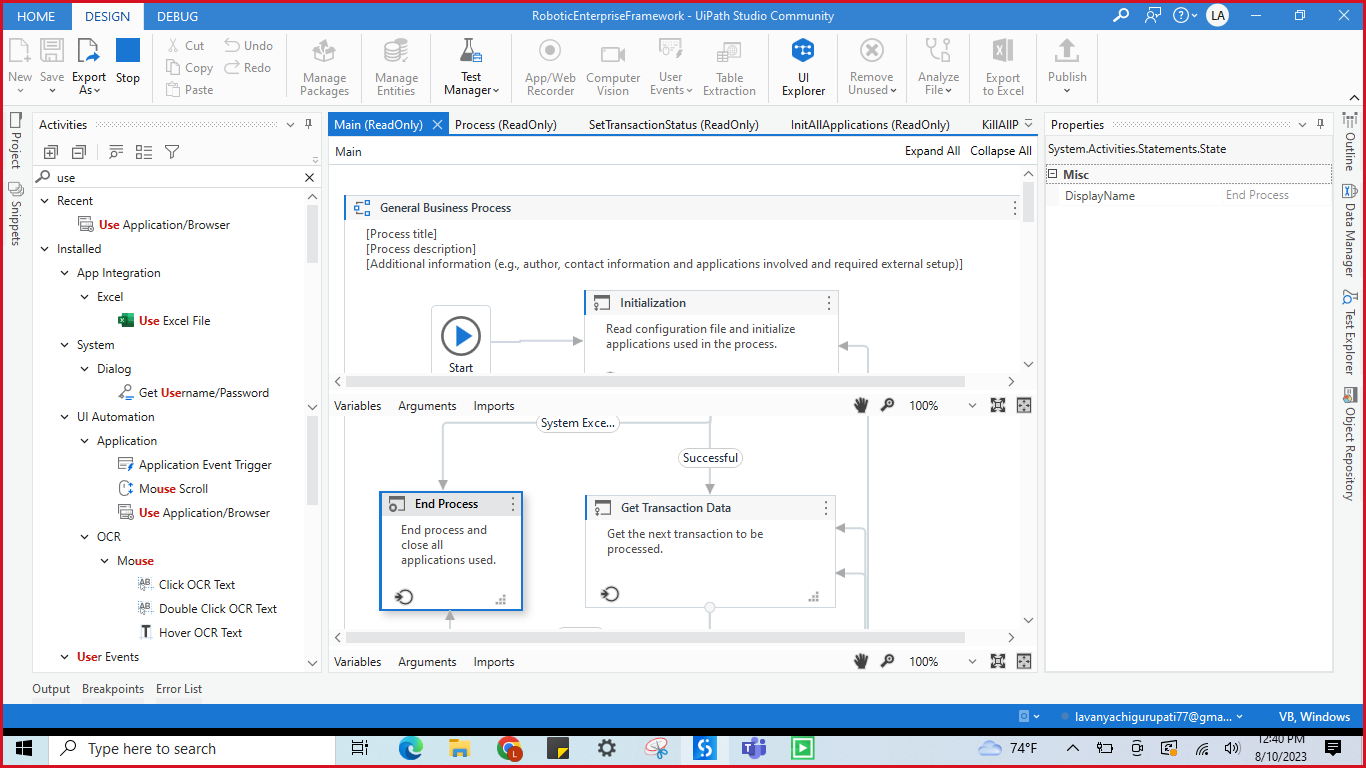 HOME DESIGN DEBUG RoboticEnterpriseFramework - UiPath Studio Community LA
New Save Export As Stop Cut Copy Paste Undo Redo Manage Packages Manage Entities Test Manager App/Web Recorder Computer Vision User Events Table Extraction UI Explorer Remove Unused Analyze File Export to Excel Publish
Project
Snippets
Activities
use
Recent
Use Application/Browser
Installed
App Integration
Excel
Use Excel File
System
Dialog
Get Username/Password
UI Automation
Application
Application Event Trigger
Mouse Scroll
Use Application/Browser
OCR
Mouse
Click OCR Text
Double Click OCR Text
Hover OCR Text
User Events
Main (ReadOnly) Process (ReadOnly) SetTransactionStatus (ReadOnly) InitAllApplications (ReadOnly) KillAllP
Main Expand All Collapse All
General Business Process
[Process title]
[Process description]
[Additional information (e.g., author, contact information and applications involved and required external setup)]
Start
Initialization
Read configuration file and initialize
applications used in the process.
Variables Arguments Imports 100%
System Exce...
Successful
End Process
End process and
close all
applications used.
Get Transaction Data
Get the next transaction to be
processed.
Variables Arguments Imports 100%
Properties
System.Activities.Statements.State
Misc
DisplayName End Process
Outline
Data Manager
Test Explorer
Object Repository
Output Breakpoints Error List
lavanyachigurupati77@gma... VB, Windows
Type here to search 74°F 12:40 PM
8/10/2023